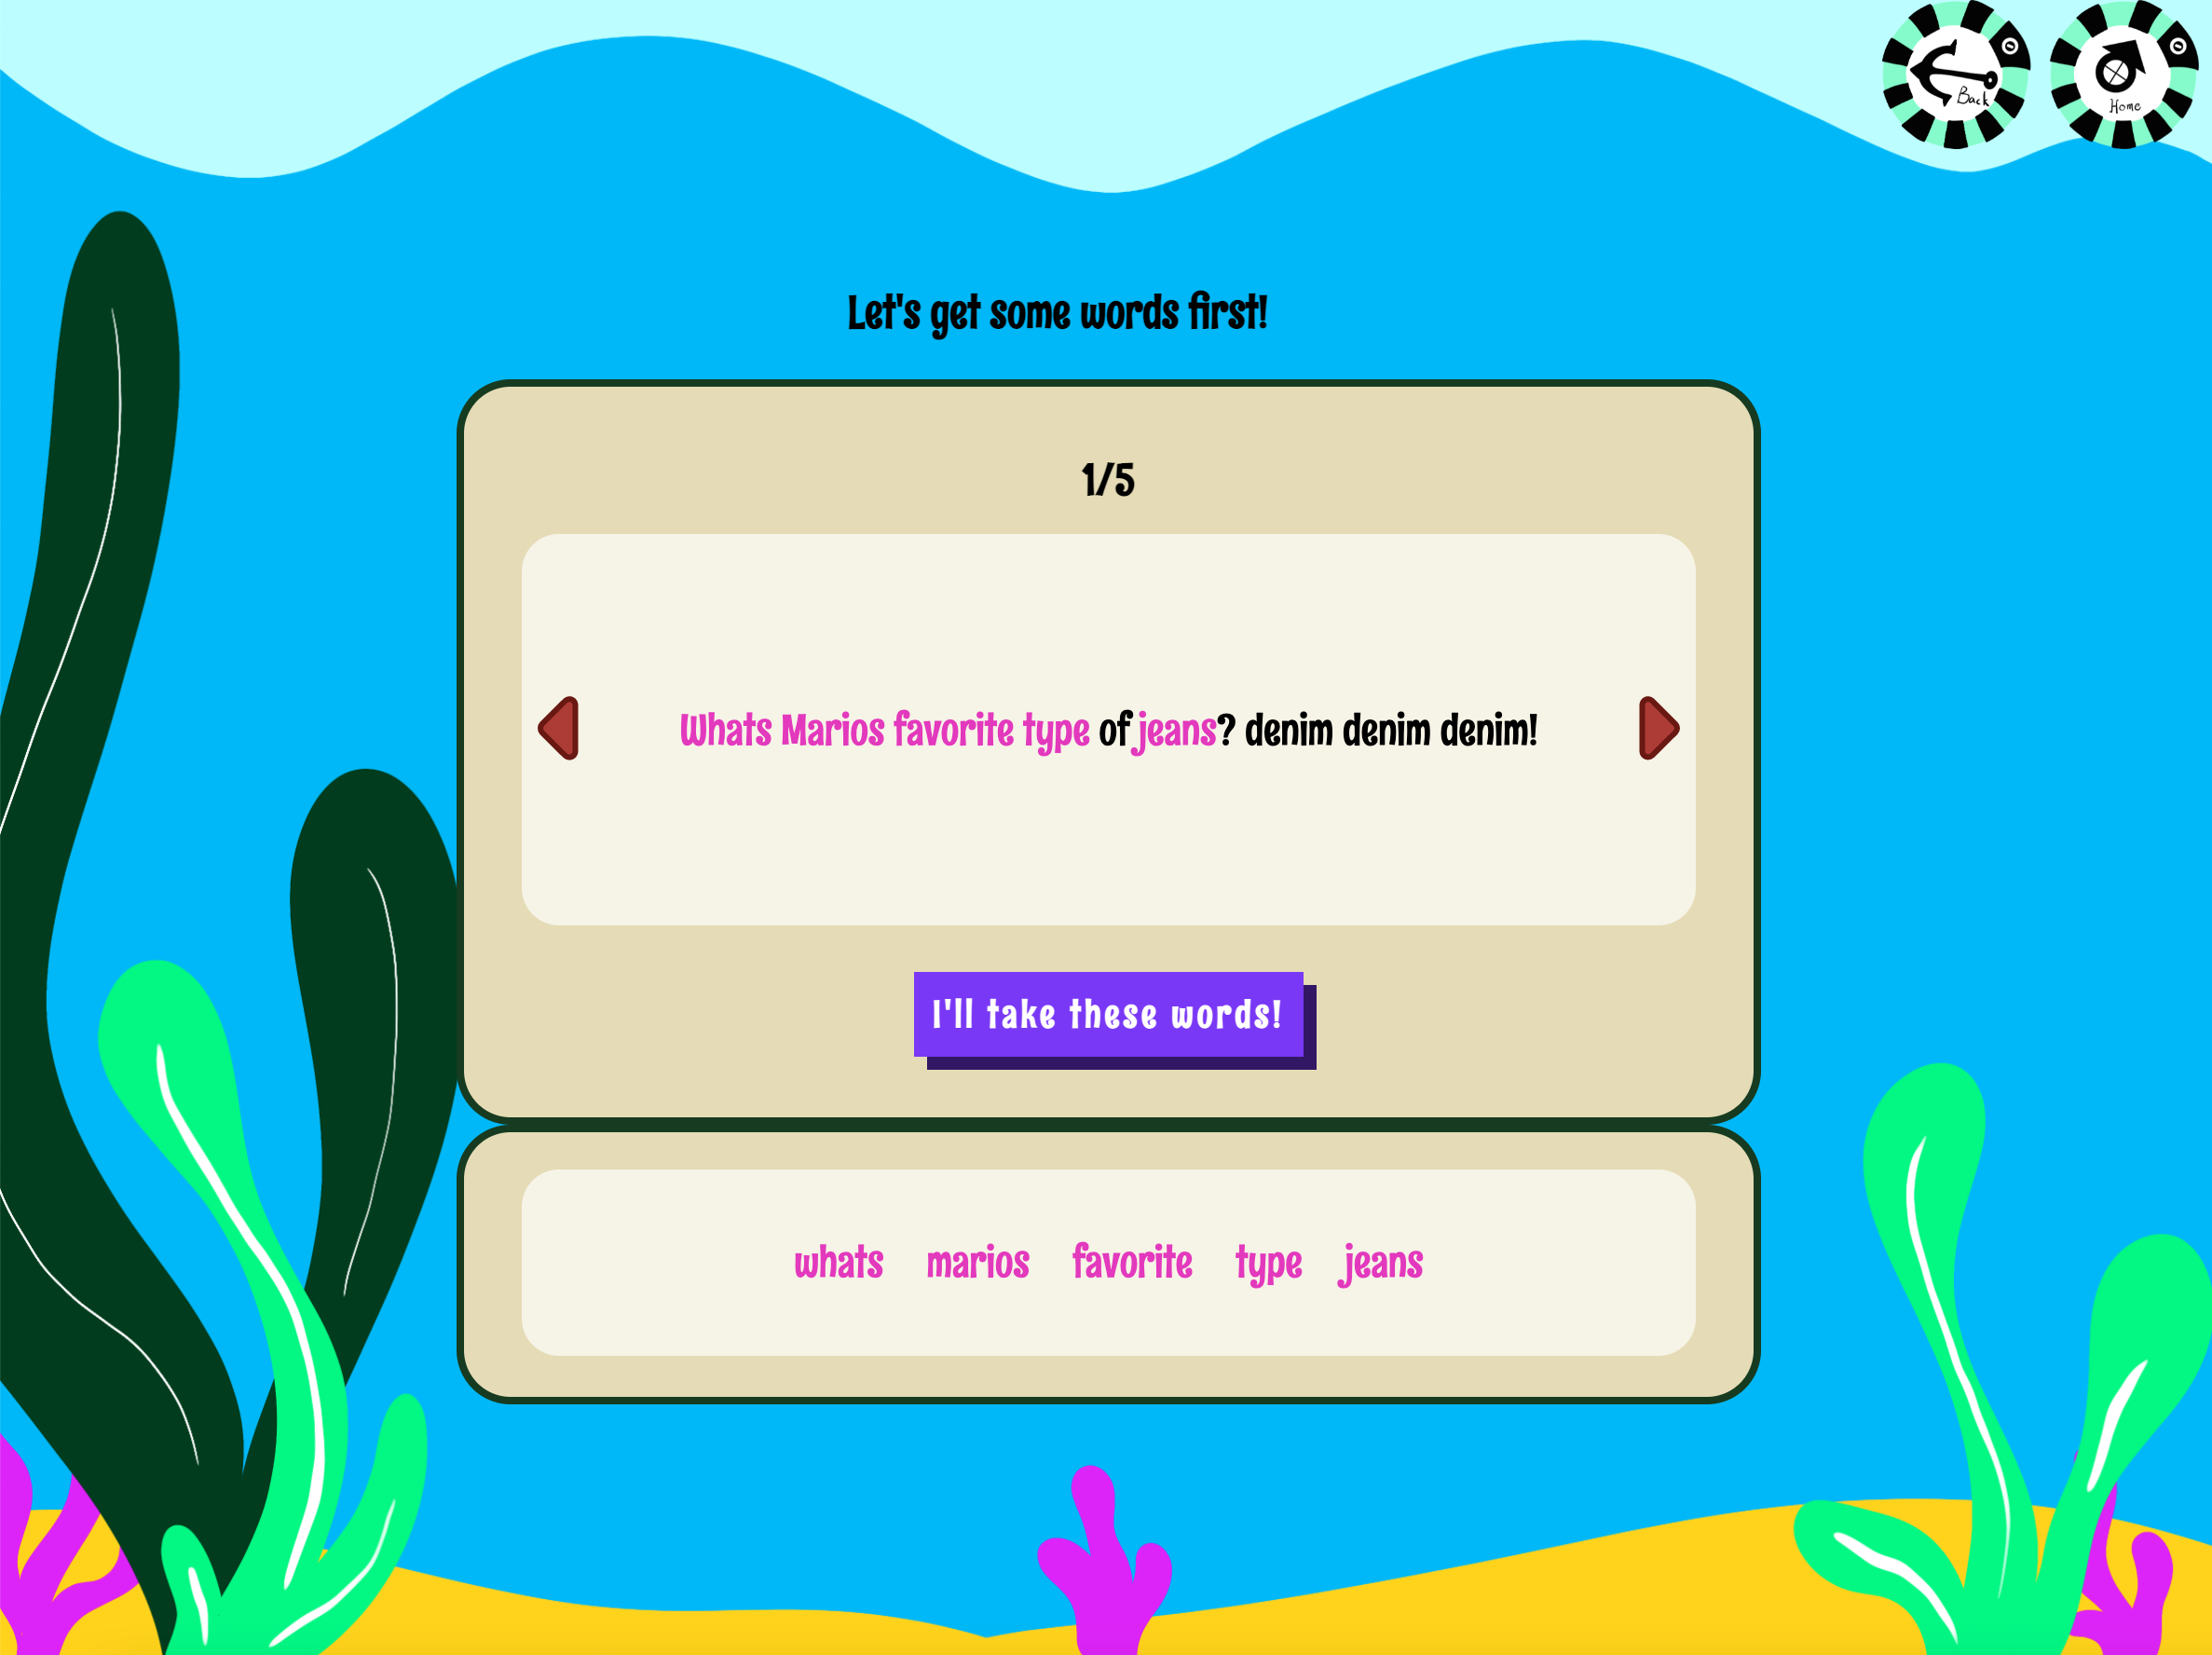 Back
Home
Let's get some words first!
1/5
Whats Marios favorite type of jeans? denim denim denim!
I'll take these words!
whats marios favorite type jeans